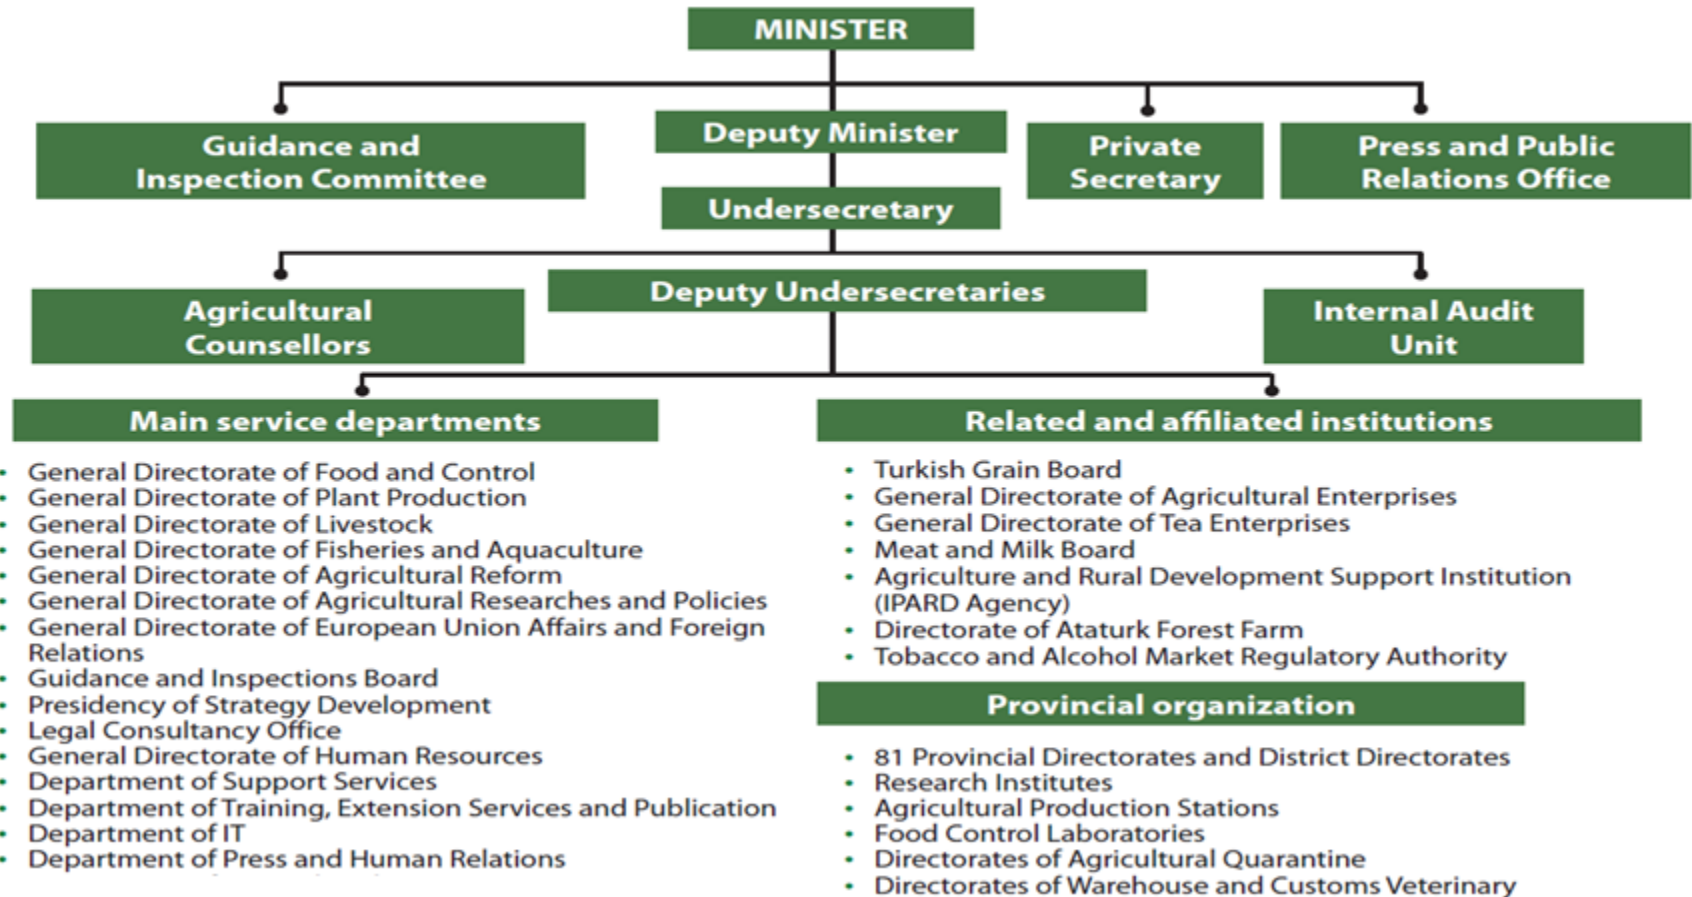 MINISTER
Guidance and
Inspection Committee
Deputy Minister
Private
Secretary
Press and Public
Relations Office
Undersecretary
Agricultural
Counsellors
Deputy Undersecretaries
Internal Audit
Unit
Main service departments
• General Directorate of Food and Control
• General Directorate of Plant Production
• General Directorate of Livestock
• General Directorate of Fisheries and Aquaculture
• General Directorate of Agricultural Reform
• General Directorate of Agricultural Researches and Policies
• General Directorate of European Union Affairs and Foreign
Relations
• Guidance and Inspections Board
• Presidency of Strategy Development
• Legal Consultancy Office
• General Directorate of Human Resources
• Department of Support Services
• Department of Training, Extension Services and Publication
• Department of IT
• Department of Press and Human Relations
Related and affiliated institutions
• Turkish Grain Board
• General Directorate of Agricultural Enterprises
• General Directorate of Tea Enterprises
• Meat and Milk Board
• Agriculture and Rural Development Support Institution
(IPARD Agency)
• Directorate of Ataturk Forest Farm
• Tobacco and Alcohol Market Regulatory Authority
Provincial organization
• 81 Provincial Directorates and District Directorates
• Research Institutes
• Agricultural Production Stations
• Food Control Laboratories
• Directorates of Agricultural Quarantine
• Directorates of Warehouse and Customs Veterinary